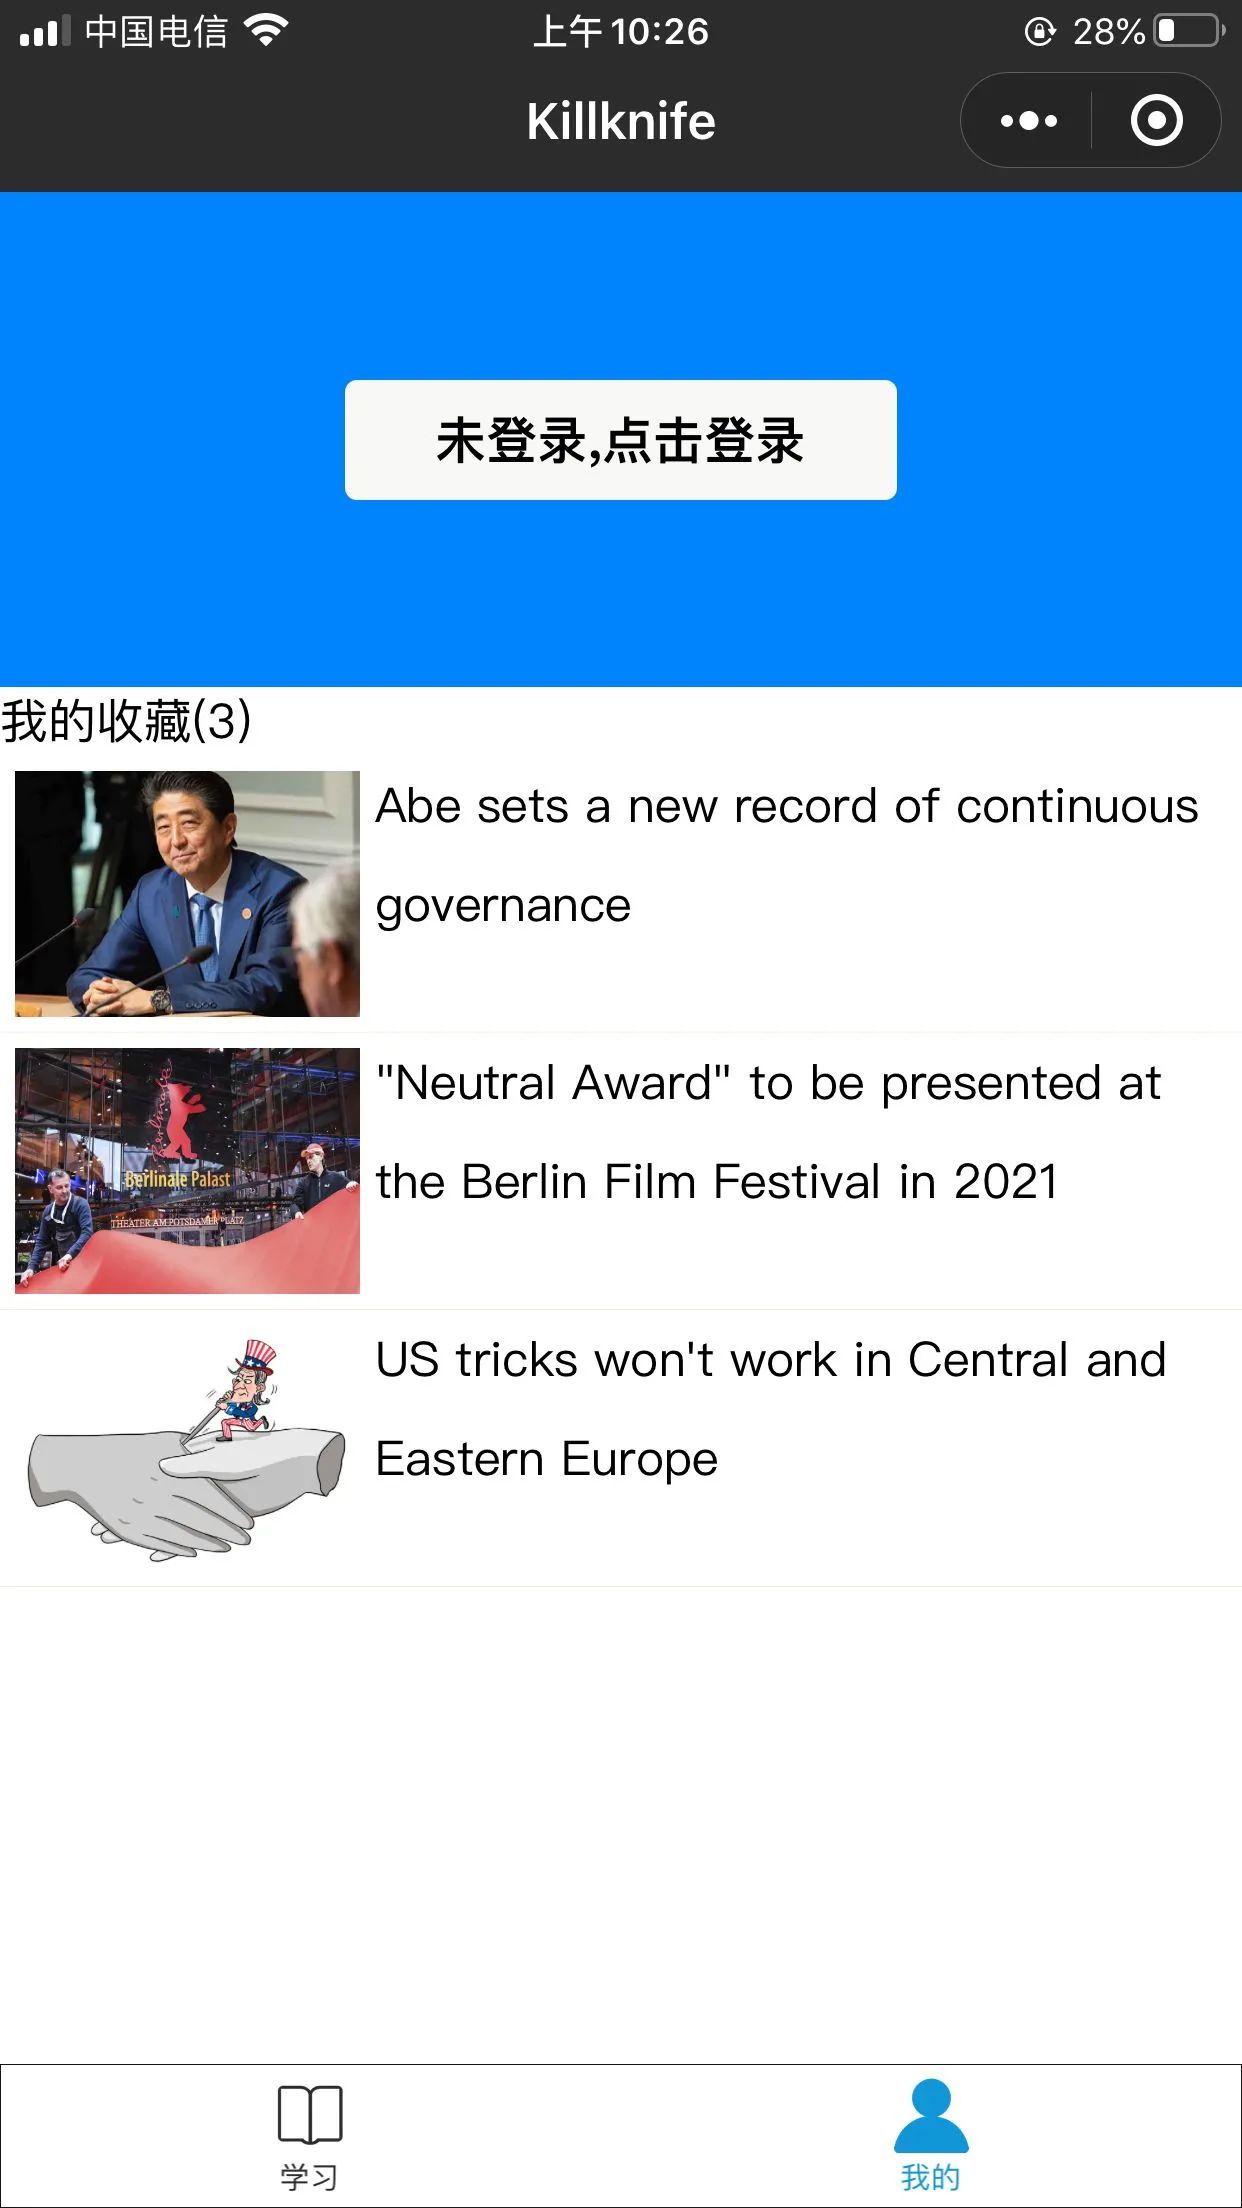 中国电信
上午10:26
28%
Killknife
未登录,点击登录
我的收藏(3)
Abe sets a new record of continuous
governance
"Neutral Award" to be presented at
the Berlin Film Festival in 2021
berlinale
Berlinale Palast
THEATER AM POTSDAMER PLATZ
US tricks won't work in Central and
Eastern Europe
学习
我的